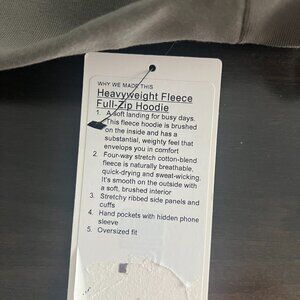 WHY WE MADE THIS
Heavyweight Fleece
Full-Zip Hoodie
1. A soft landing for busy days.
This fleece hoodie is brushed
on the inside and has a
substantial, weighty feel that
envelops you in comfort
2. Four-way stretch cotton-blend
fleece is naturally breathable,
quick-drying and sweat-wicking.
It's smooth on the outside with
a soft, brushed interior
3. Stretchy ribbed side panels and
cuffs
4. Hand pockets with hidden phone
sleeve
5. Oversized fit